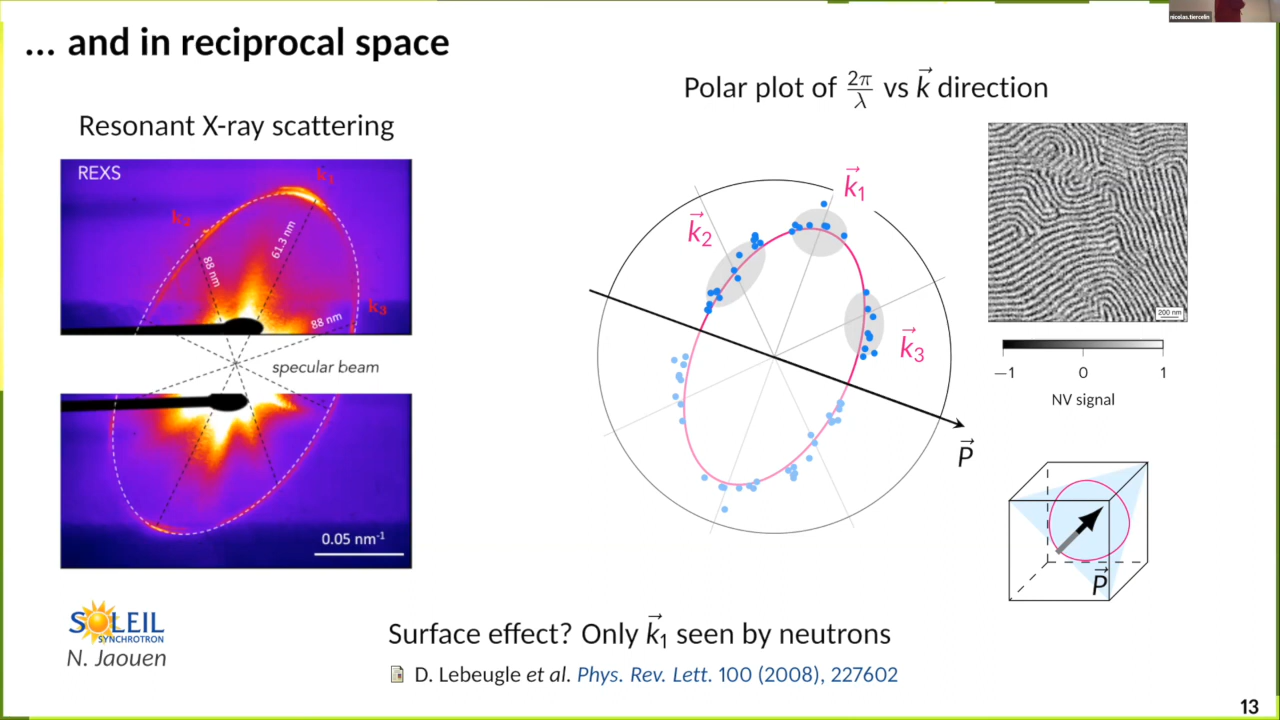 nicolas.tiercelin
... and in reciprocal space
Polar plot of 2π/λ vs k⃗ direction
Resonant X-ray scattering
REXS
k₁
k₂
k₃
61.3 nm
88 nm
88 nm
specular beam
0.05 nm⁻¹
k⃗₁
k⃗₂
k⃗₃
P⃗
200 nm
−1 0 1
NV signal
P⃗
SOLEIL
SYNCHROTRON
N. Jaouen
Surface effect? Only k⃗₁ seen by neutrons
D. Lebeugle et al. Phys. Rev. Lett. 100 (2008), 227602
13